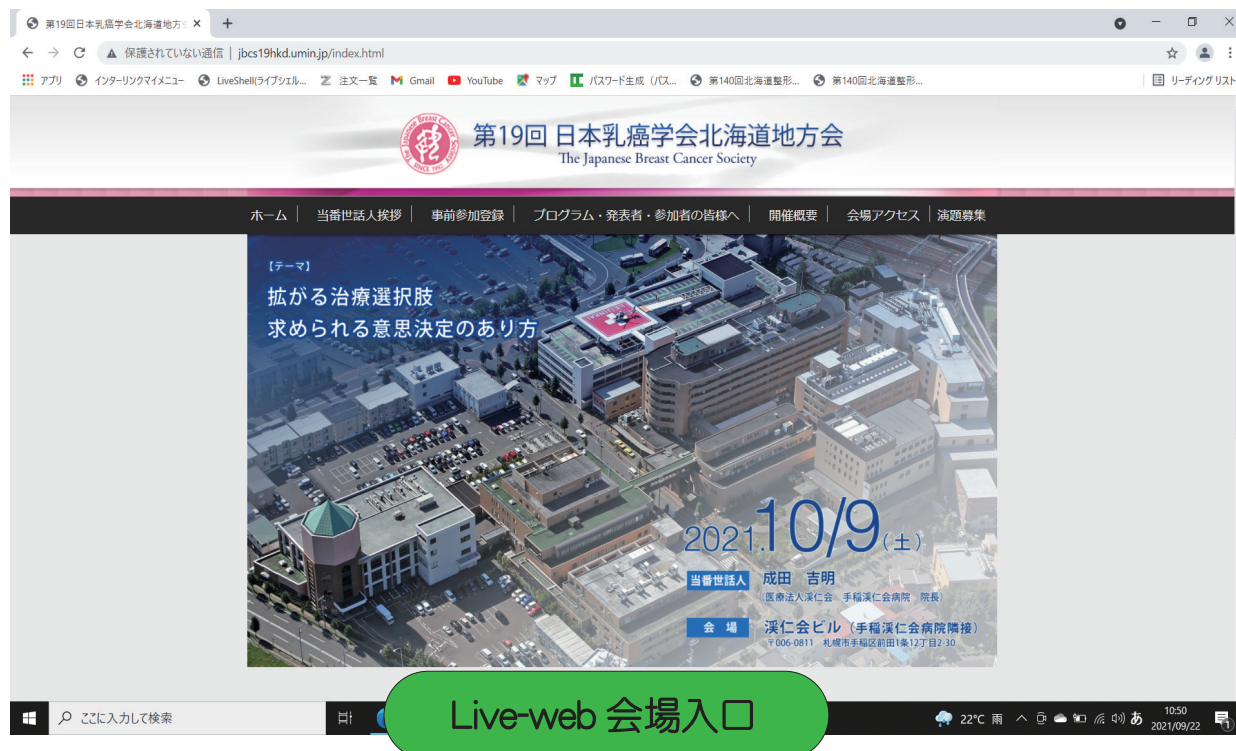 第19回日本乳癌学会北海道地方会
保護されていない通信 | jbcs19hkd.umin.jp/index.html
アプリ インターリンクマイメニュー LiveShell(ライブシェル... 注文一覧 Gmail YouTube マップ パスワード生成（パス... 第140回北海道整形... 第140回北海道整形... リーディングリスト
第19回 日本乳癌学会北海道地方会
The Japanese Breast Cancer Society
The Japanese Breast Cancer Society
SINCE 1992
ホーム | 当番世話人挨拶 | 事前参加登録 | プログラム・発表者・参加者の皆様へ | 開催概要 | 会場アクセス | 演題募集
【テーマ】
拡がる治療選択肢
求められる意思決定のあり方
2021.10/9(土)
当番世話人 成田 吉明
（医療法人渓仁会 手稲渓仁会病院 院長）
会 場 渓仁会ビル（手稲渓仁会病院隣接）
〒006-0811 札幌市手稲区前田1条12丁目2-30
Live-web 会場入口
ここに入力して検索
22°C 雨
あ
10:50
2021/09/22
1